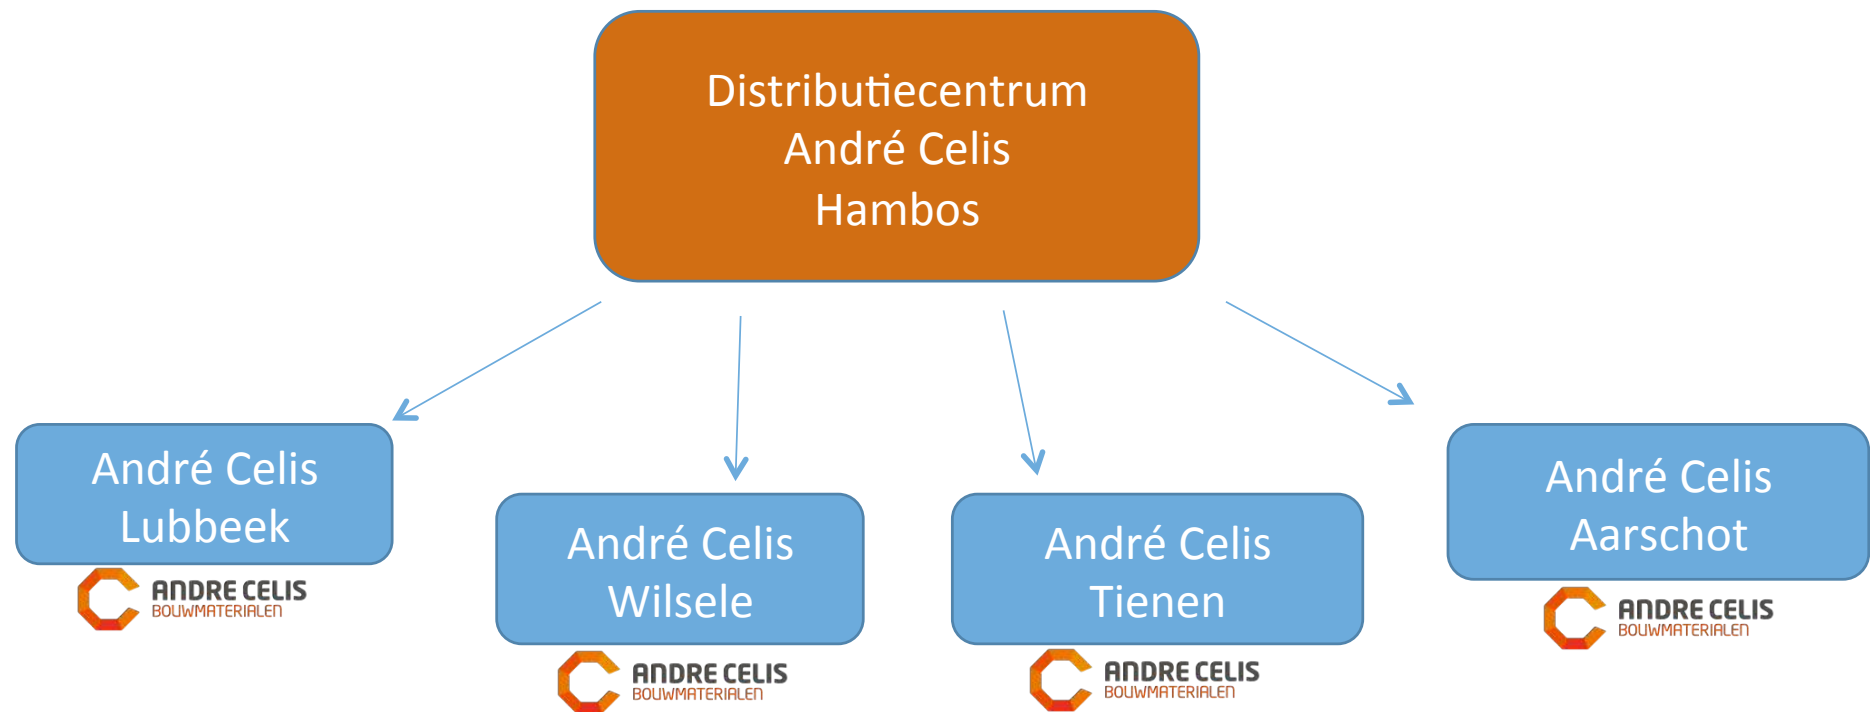 Distributiecentrum
André Celis
Hambos
André Celis
Lubbeek
ANDRE CELIS
BOUWMATERIALEN
André Celis
Wilsele
ANDRE CELIS
BOUWMATERIALEN
André Celis
Tienen
ANDRE CELIS
BOUWMATERIALEN
André Celis
Aarschot
ANDRE CELIS
BOUWMATERIALEN